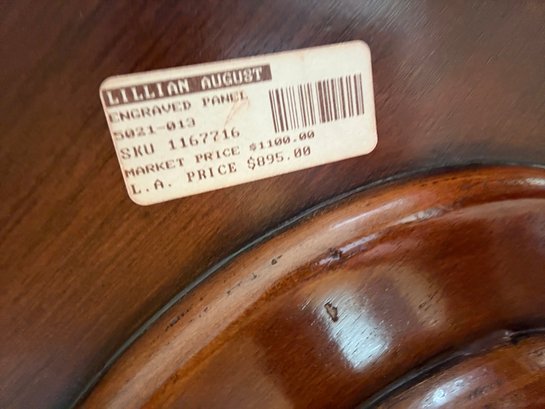 LILLIAN AUGUST
ENGRAVED PANEL
5021-013
SKU 1167716
MARKET PRICE $1100.00
L.A. PRICE $895.00